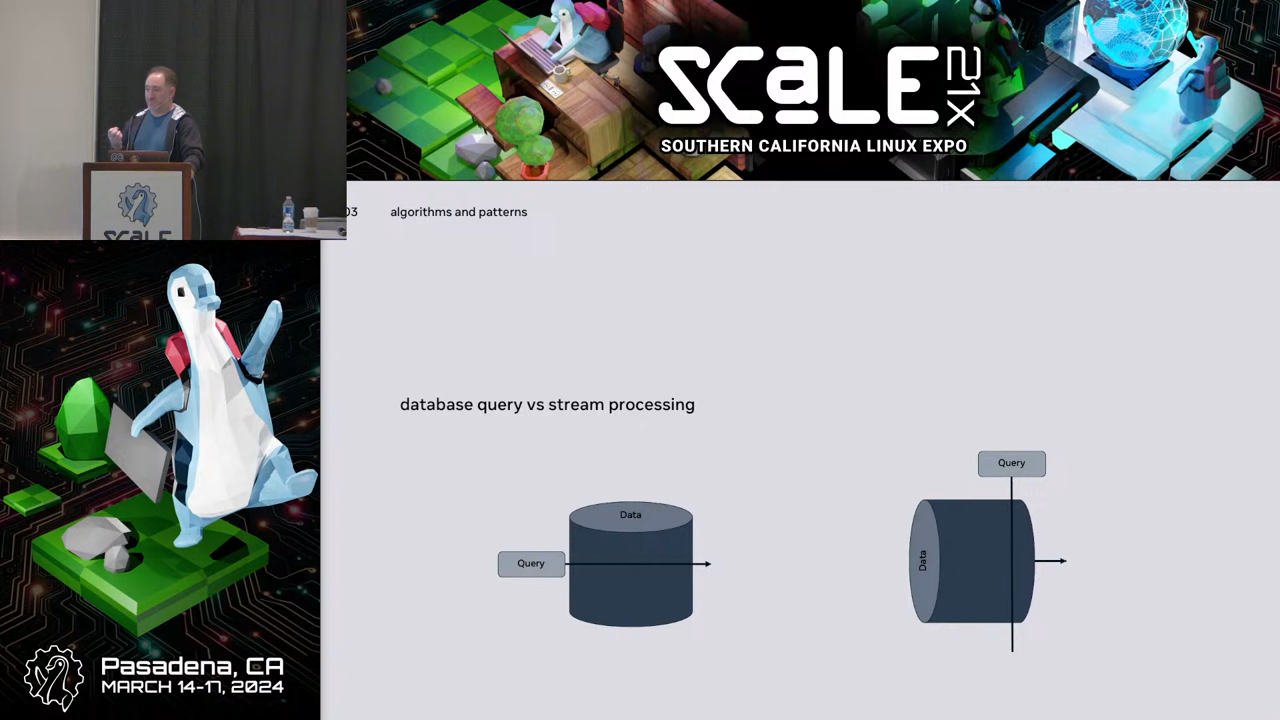 SCaLE 21X
SOUTHERN CALIFORNIA LINUX EXPO
SCALE
03 algorithms and patterns
database query vs stream processing
Query
Data
Query
Data
Pasadena, CA
MARCH 14-17, 2024